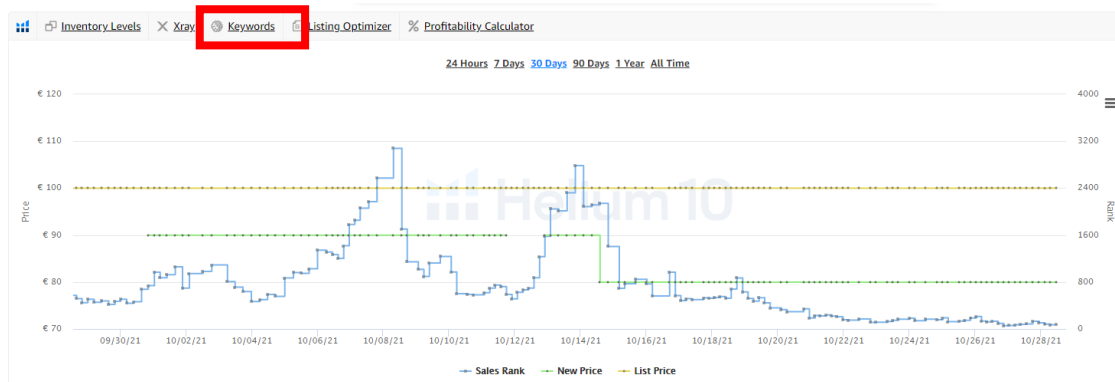 Inventory Levels Xray Keywords Listing Optimizer Profitability Calculator
24 Hours 7 Days 30 Days 90 Days 1 Year All Time
€ 120 4000
€ 110 3200
€ 100 2400
Helium 10
Price Rank
€ 90 1600
€ 80 800
€ 70 0
09/30/21 10/02/21 10/04/21 10/06/21 10/08/21 10/10/21 10/12/21 10/14/21 10/16/21 10/18/21 10/20/21 10/22/21 10/24/21 10/26/21 10/28/21
Sales Rank New Price List Price